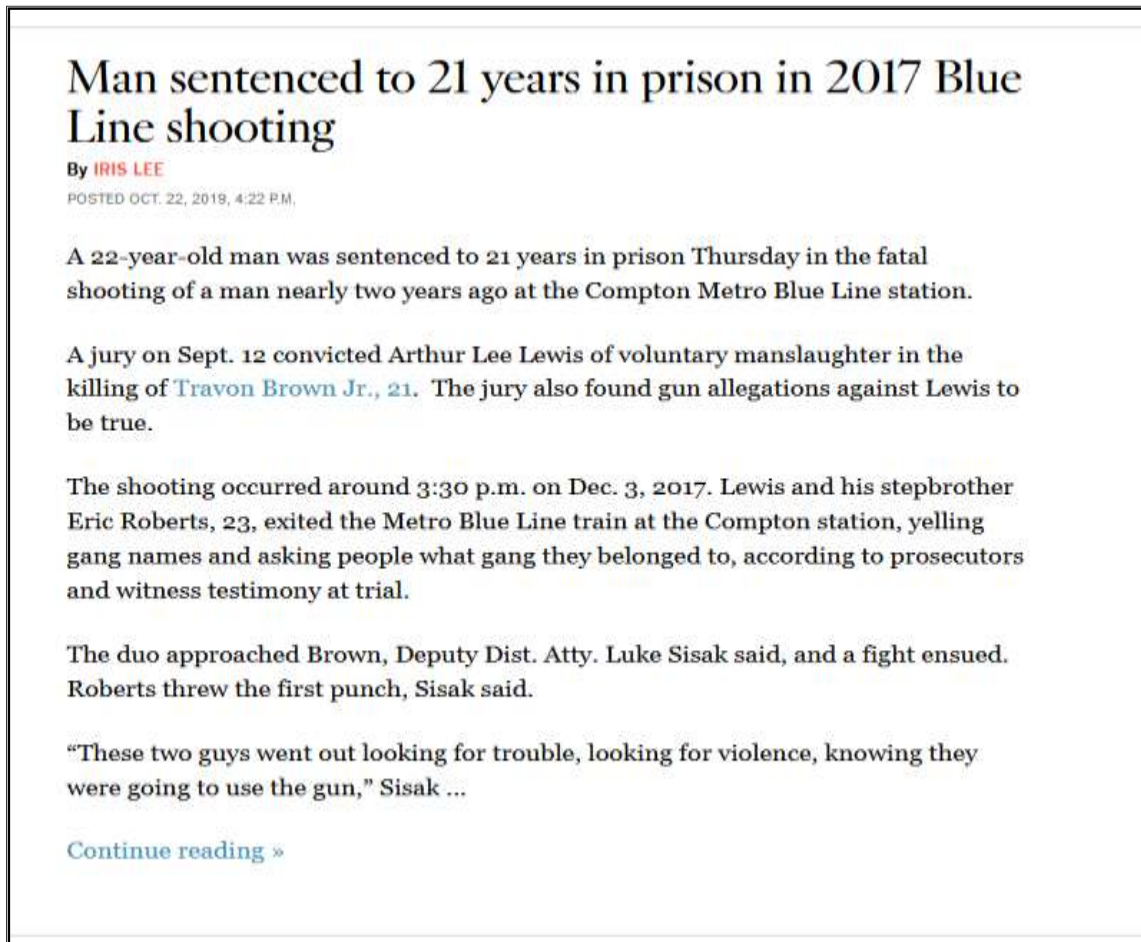 Man sentenced to 21 years in prison in 2017 Blue
Line shooting
By IRIS LEE
POSTED OCT. 22, 2019, 4:22 P.M.
A 22-year-old man was sentenced to 21 years in prison Thursday in the fatal
shooting of a man nearly two years ago at the Compton Metro Blue Line station.
A jury on Sept. 12 convicted Arthur Lee Lewis of voluntary manslaughter in the
killing of Travon Brown Jr., 21. The jury also found gun allegations against Lewis to
be true.
The shooting occurred around 3:30 p.m. on Dec. 3, 2017. Lewis and his stepbrother
Eric Roberts, 23, exited the Metro Blue Line train at the Compton station, yelling
gang names and asking people what gang they belonged to, according to prosecutors
and witness testimony at trial.
The duo approached Brown, Deputy Dist. Atty. Luke Sisak said, and a fight ensued.
Roberts threw the first punch, Sisak said.
“These two guys went out looking for trouble, looking for violence, knowing they
were going to use the gun,” Sisak ...
Continue reading »